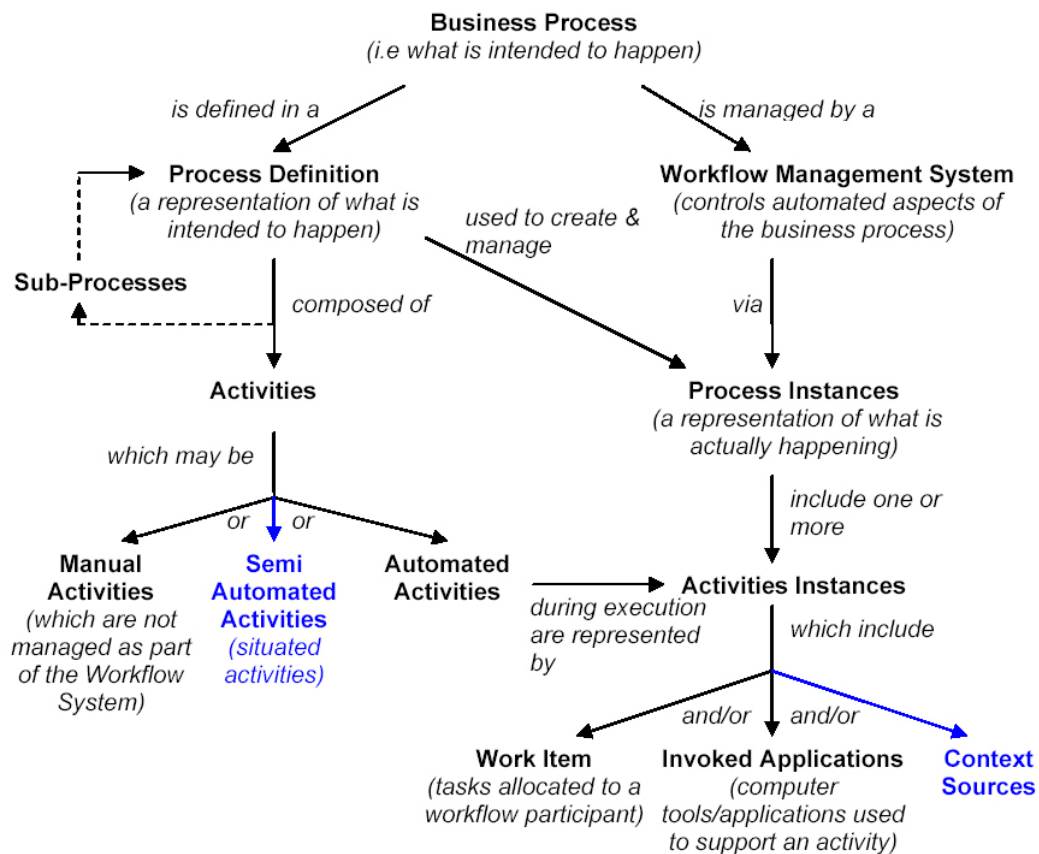 Business Process
(i.e what is intended to happen)
is defined in a
is managed by a
Process Definition
(a representation of what is
intended to happen)
Workflow Management System
(controls automated aspects of
the business process)
used to create &
manage
Sub-Processes
composed of
via
Activities
Process Instances
(a representation of what is
actually happening)
which may be
include one or
more
or or
Manual
Activities
(which are not
managed as part
of the Workflow
System)
Semi
Automated
Activities
(situated
activities)
Automated
Activities
during execution
are represented
by
Activities Instances
which include
and/or and/or
Work Item
(tasks allocated to a
workflow participant)
Invoked Applications
(computer
tools/applications used
to support an activity)
Context
Sources